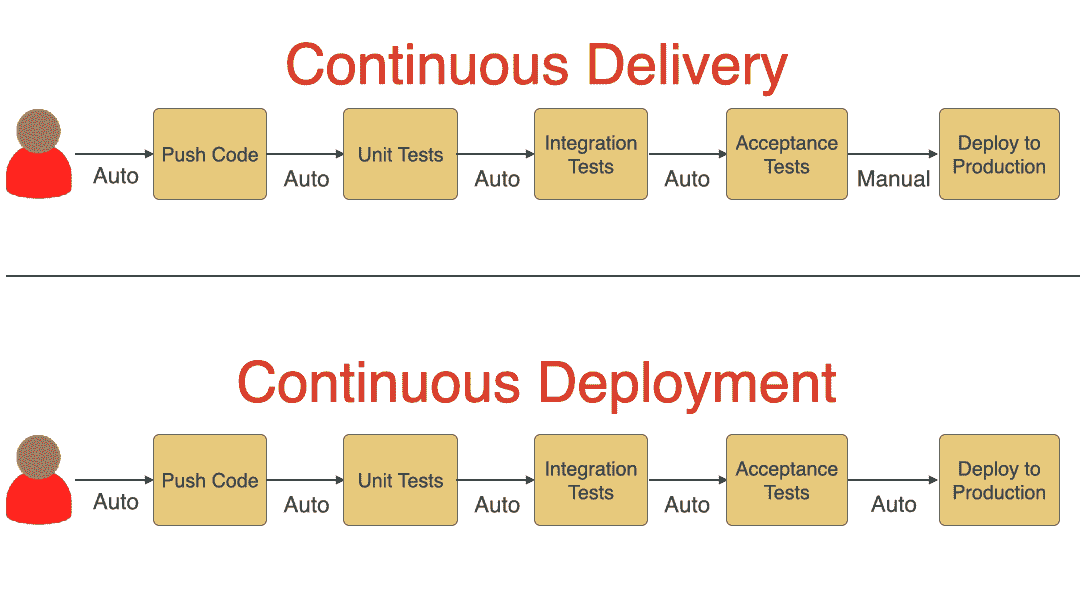 Continuous Delivery
Push Code
Unit Tests
Integration
Tests
Acceptance
Tests
Deploy to
Production
Auto
Auto
Auto
Auto
Manual
Continuous Deployment
Push Code
Unit Tests
Integration
Tests
Acceptance
Tests
Deploy to
Production
Auto
Auto
Auto
Auto
Auto